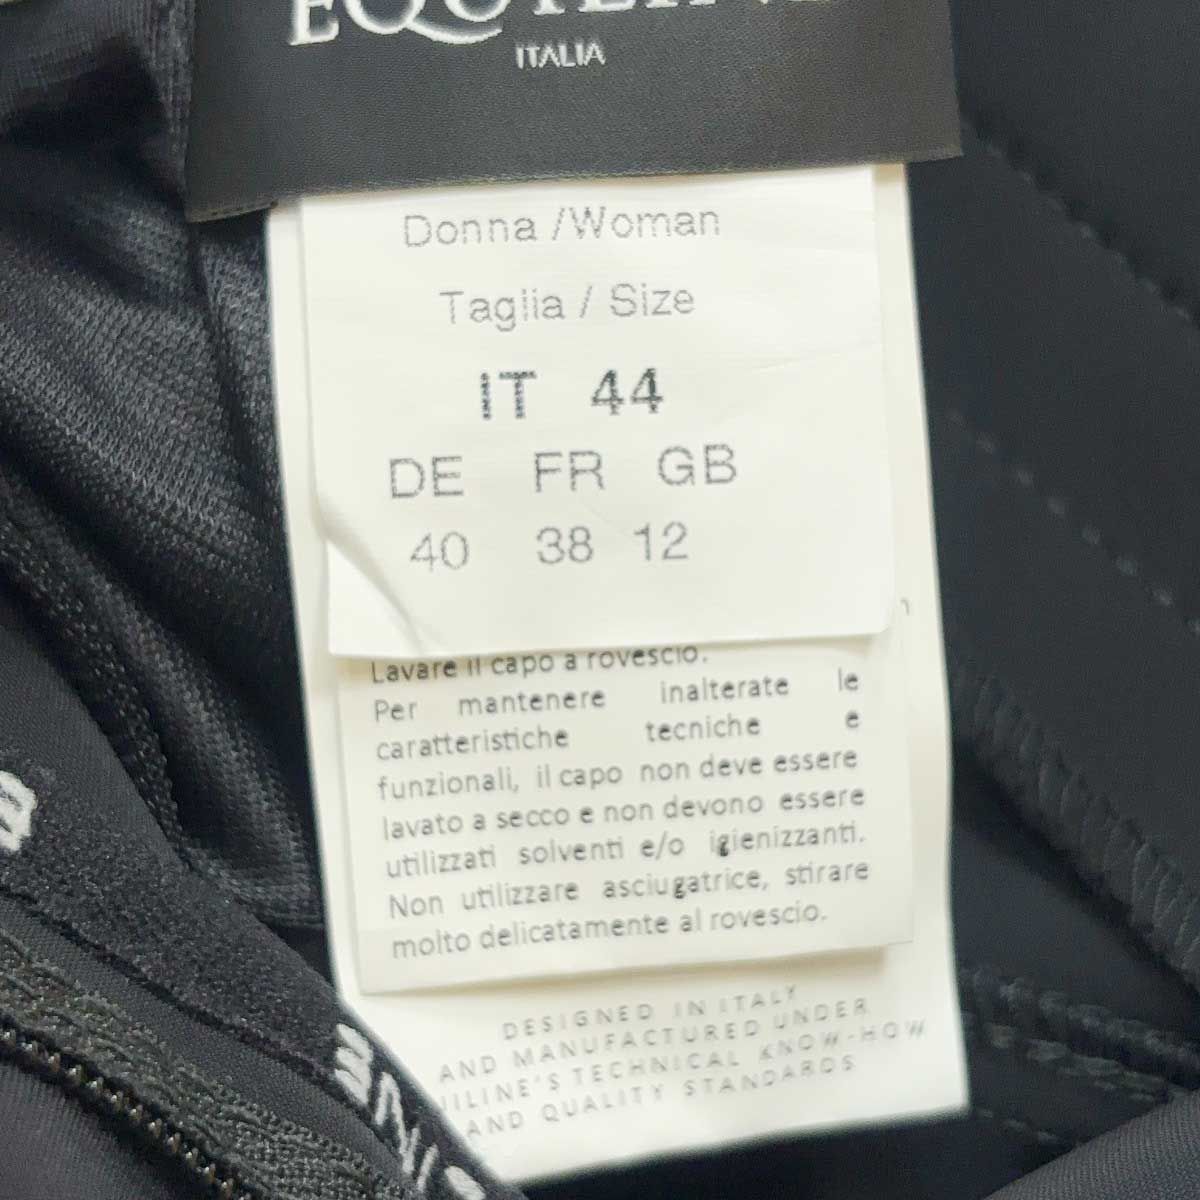 EQUILINE
ITALIA
Donna /Woman
Taglia / Size
IT 44
DE FR GB
40 38 12
Lavare il capo a rovescio.
Per mantenere inalterate le
caratteristiche tecniche e
funzionali, il capo non deve essere
lavato a secco e non devono essere
utilizzati solventi e/o igienizzanti.
Non utilizzare asciugatrice, stirare
molto delicatamente al rovescio.
DESIGNED IN ITALY
AND MANUFACTURED UNDER
UILINE'S TECHNICAL KNOW-HOW
AND QUALITY STANDARDS